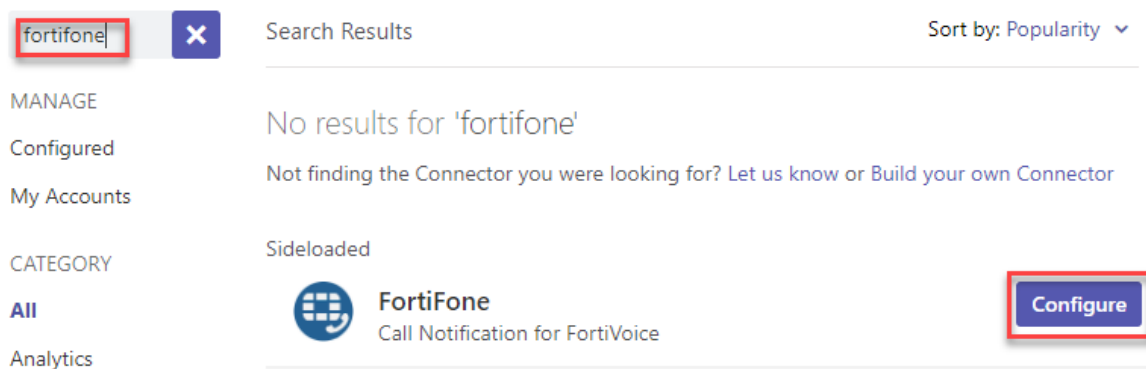 fortifone
Search Results
Sort by: Popularity
MANAGE
Configured
My Accounts
CATEGORY
All
Analytics
No results for 'fortifone'
Not finding the Connector you were looking for? Let us know or Build your own Connector
Sideloaded
FortiFone
Call Notification for FortiVoice
Configure